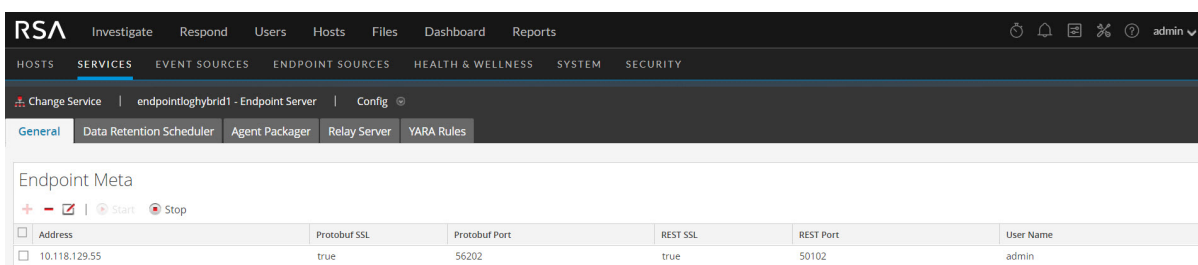 RSA Investigate Respond Users Hosts Files Dashboard Reports admin
HOSTS SERVICES EVENT SOURCES ENDPOINT SOURCES HEALTH & WELLNESS SYSTEM SECURITY
Change Service | endpointloghybrid1 - Endpoint Server | Config
General Data Retention Scheduler Agent Packager Relay Server YARA Rules
Endpoint Meta
Start Stop
Address Protobuf SSL Protobuf Port REST SSL REST Port User Name
10.118.129.55 true 56202 true 50102 admin